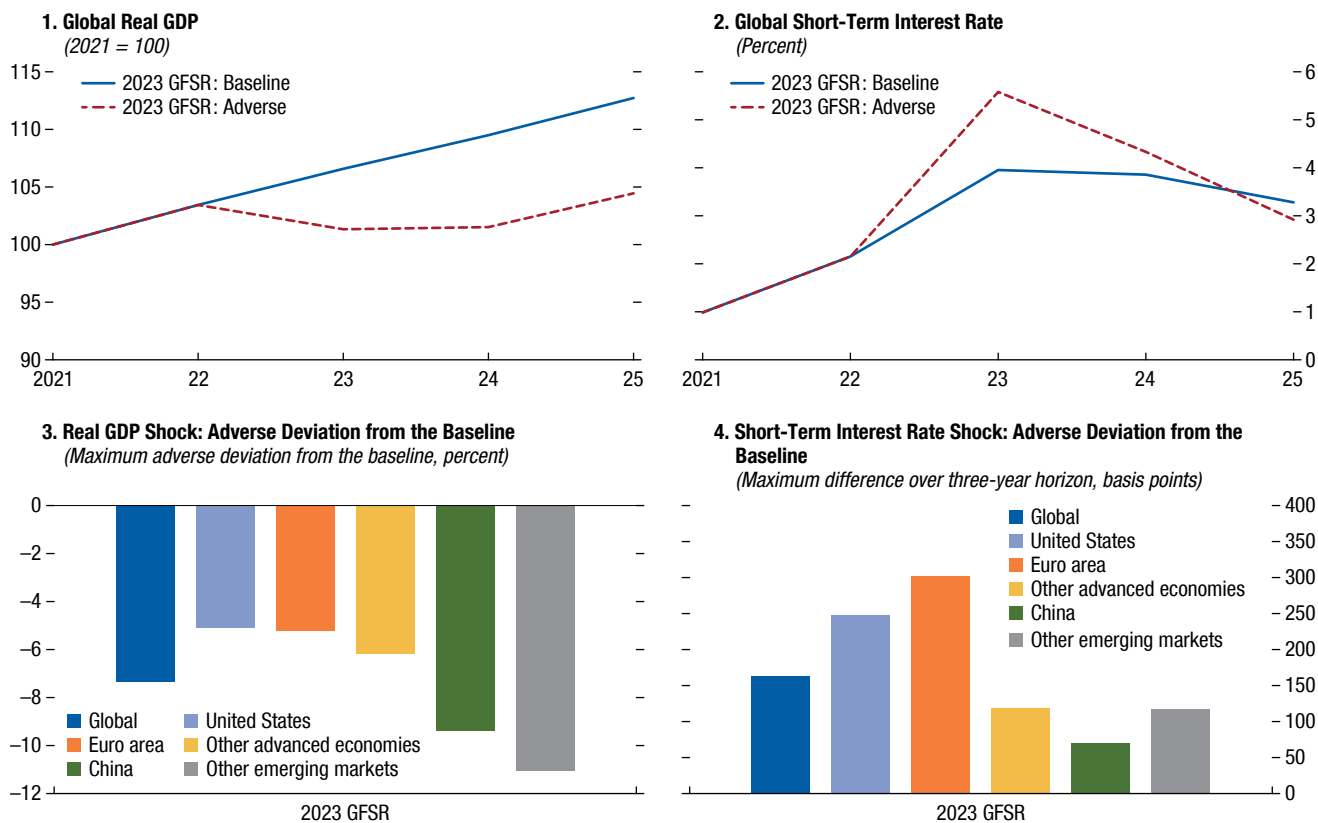 1. Global Real GDP
(2021 = 100)
115
110
105
100
95
90
2023 GFSR: Baseline
2023 GFSR: Adverse
2021 22 23 24 25
2. Global Short-Term Interest Rate
(Percent)
2023 GFSR: Baseline
2023 GFSR: Adverse
6
5
4
3
2
1
0
2021 22 23 24 25
3. Real GDP Shock: Adverse Deviation from the Baseline
(Maximum adverse deviation from the baseline, percent)
0
–2
–4
–6
–8
–10
–12
Global United States
Euro area Other advanced economies
China Other emerging markets
2023 GFSR
4. Short-Term Interest Rate Shock: Adverse Deviation from the
Baseline
(Maximum difference over three-year horizon, basis points)
Global
United States
Euro area
Other advanced economies
China
Other emerging markets
400
350
300
250
200
150
100
50
0
2023 GFSR